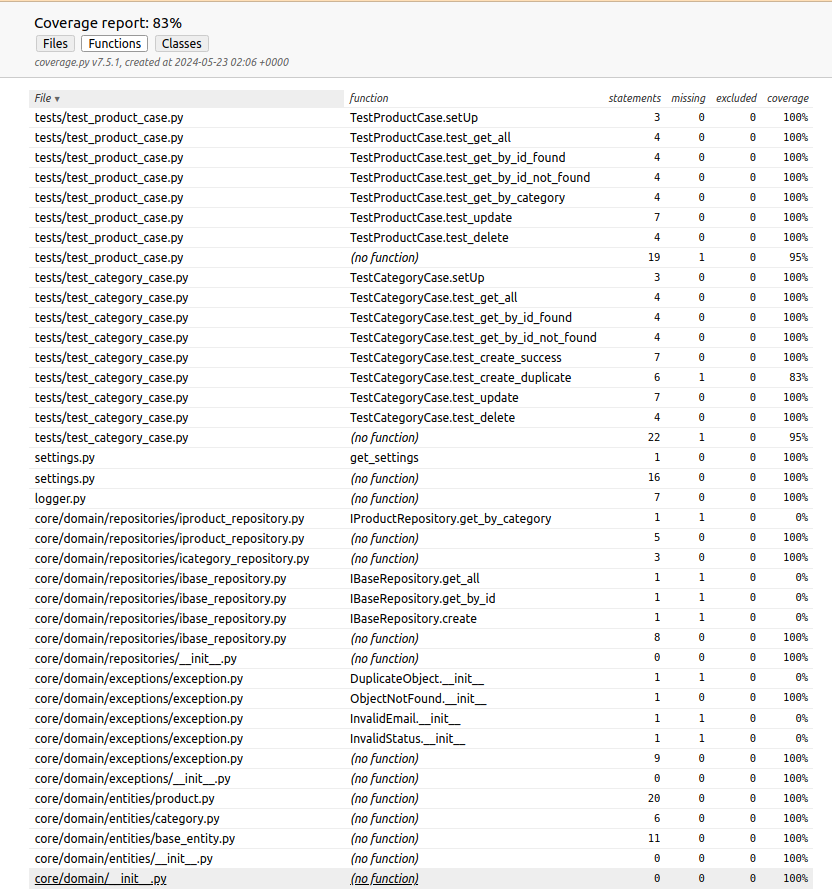 Coverage report: 83%
Files Functions Classes
coverage.py v7.5.1, created at 2024-05-23 02:06 +0000
File ▾ function statements missing excluded coverage
tests/test_product_case.py TestProductCase.setUp 3 0 0 100%
tests/test_product_case.py TestProductCase.test_get_all 4 0 0 100%
tests/test_product_case.py TestProductCase.test_get_by_id_found 4 0 0 100%
tests/test_product_case.py TestProductCase.test_get_by_id_not_found 4 0 0 100%
tests/test_product_case.py TestProductCase.test_get_by_category 4 0 0 100%
tests/test_product_case.py TestProductCase.test_update 7 0 0 100%
tests/test_product_case.py TestProductCase.test_delete 4 0 0 100%
tests/test_product_case.py (no function) 19 1 0 95%
tests/test_category_case.py TestCategoryCase.setUp 3 0 0 100%
tests/test_category_case.py TestCategoryCase.test_get_all 4 0 0 100%
tests/test_category_case.py TestCategoryCase.test_get_by_id_found 4 0 0 100%
tests/test_category_case.py TestCategoryCase.test_get_by_id_not_found 4 0 0 100%
tests/test_category_case.py TestCategoryCase.test_create_success 7 0 0 100%
tests/test_category_case.py TestCategoryCase.test_create_duplicate 6 1 0 83%
tests/test_category_case.py TestCategoryCase.test_update 7 0 0 100%
tests/test_category_case.py TestCategoryCase.test_delete 4 0 0 100%
tests/test_category_case.py (no function) 22 1 0 95%
settings.py get_settings 1 0 0 100%
settings.py (no function) 16 0 0 100%
logger.py (no function) 7 0 0 100%
core/domain/repositories/iproduct_repository.py IProductRepository.get_by_category 1 1 0 0%
core/domain/repositories/iproduct_repository.py (no function) 5 0 0 100%
core/domain/repositories/icategory_repository.py (no function) 3 0 0 100%
core/domain/repositories/ibase_repository.py IBaseRepository.get_all 1 1 0 0%
core/domain/repositories/ibase_repository.py IBaseRepository.get_by_id 1 1 0 0%
core/domain/repositories/ibase_repository.py IBaseRepository.create 1 1 0 0%
core/domain/repositories/ibase_repository.py (no function) 8 0 0 100%
core/domain/repositories/__init__.py (no function) 0 0 0 100%
core/domain/exceptions/exception.py DuplicateObject.__init__ 1 1 0 0%
core/domain/exceptions/exception.py ObjectNotFound.__init__ 1 0 0 100%
core/domain/exceptions/exception.py InvalidEmail.__init__ 1 1 0 0%
core/domain/exceptions/exception.py InvalidStatus.__init__ 1 1 0 0%
core/domain/exceptions/exception.py (no function) 9 0 0 100%
core/domain/exceptions/__init__.py (no function) 0 0 0 100%
core/domain/entities/product.py (no function) 20 0 0 100%
core/domain/entities/category.py (no function) 6 0 0 100%
core/domain/entities/base_entity.py (no function) 11 0 0 100%
core/domain/entities/__init__.py (no function) 0 0 0 100%
core/domain/__init__.py (no function) 0 0 0 100%